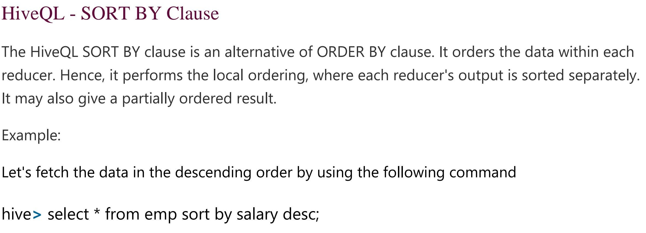 HiveQL - SORT BY Clause
The HiveQL SORT BY clause is an alternative of ORDER BY clause. It orders the data within each
reducer. Hence, it performs the local ordering, where each reducer's output is sorted separately.
It may also give a partially ordered result.
Example:
Let's fetch the data in the descending order by using the following command
hive> select * from emp sort by salary desc;